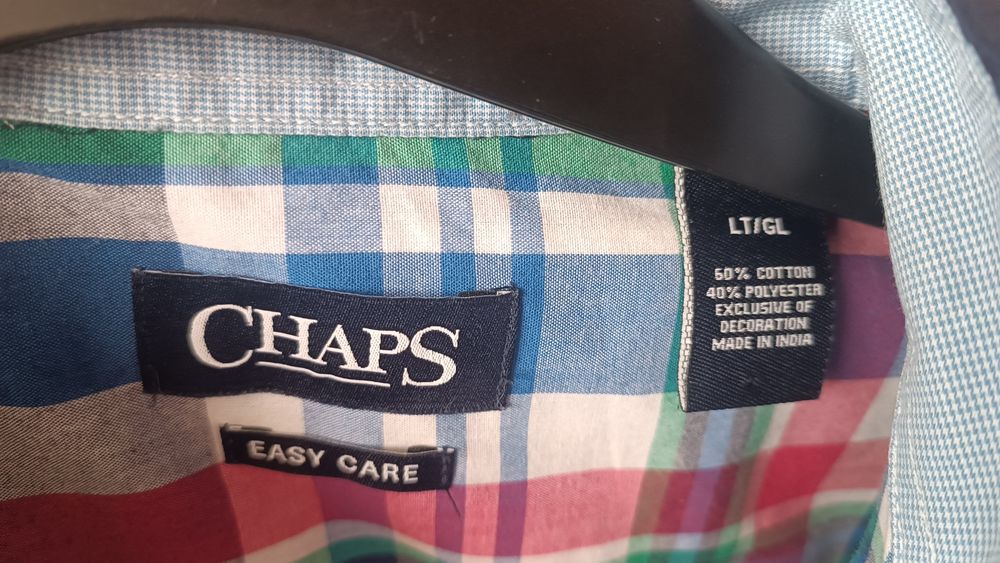 CHAPS
EASY CARE
LT/GL
60% COTTON
40% POLYESTER
EXCLUSIVE OF
DECORATION
MADE IN INDIA